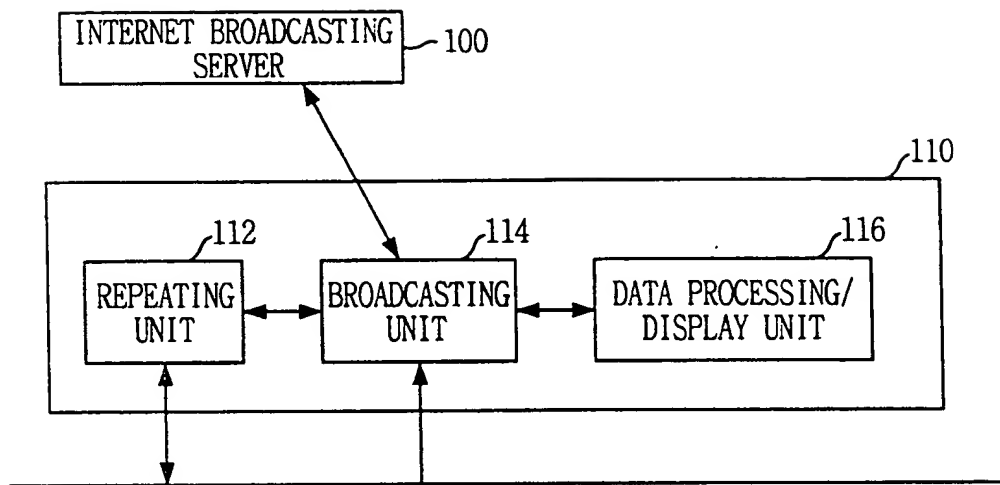 INTERNET BROADCASTING
SERVER
100
110
112
114
116
REPEATING
UNIT
BROADCASTING
UNIT
DATA PROCESSING/
DISPLAY UNIT